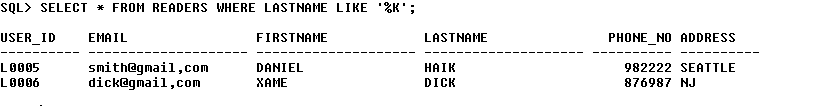 SQL> SELECT * FROM READERS WHERE LASTNAME LIKE '%K';
USER_ID EMAIL FIRSTNAME LASTNAME PHONE_NO ADDRESS
---------- -------------------- -------------------- -------------------- ---------- ----------
L0005 smith@gmail,com DANIEL HAIK 982222 SEATTLE
L0006 dick@gmail,com XAME DICK 876987 NJ